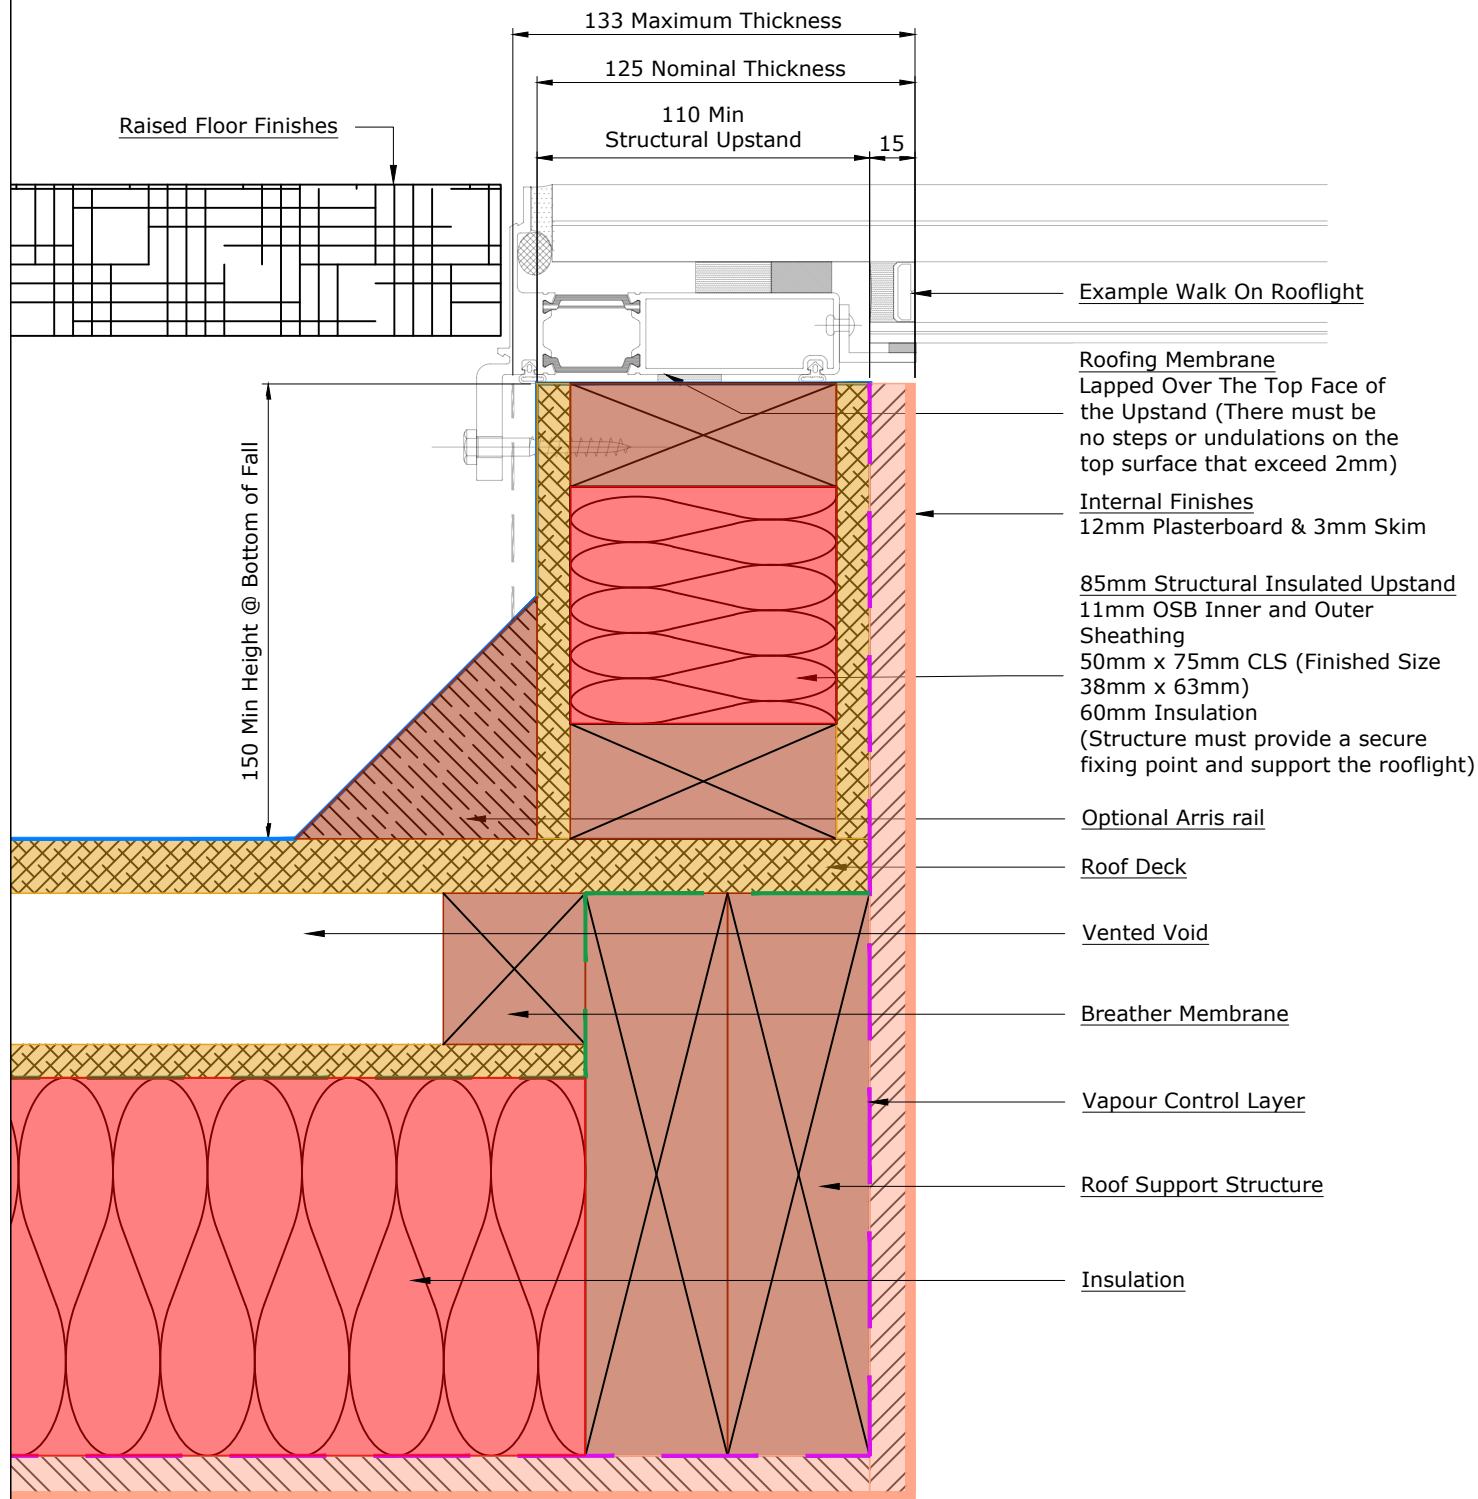 133 Maximum Thickness
125 Nominal Thickness
110 Min
Structural Upstand
15
Raised Floor Finishes
Example Walk On Rooflight
Roofing Membrane
Lapped Over The Top Face of
the Upstand (There must be
no steps or undulations on the
top surface that exceed 2mm)
Internal Finishes
12mm Plasterboard & 3mm Skim
150 Min Height @ Bottom of Fall
85mm Structural Insulated Upstand
11mm OSB Inner and Outer
Sheathing
50mm x 75mm CLS (Finished Size
38mm x 63mm)
60mm Insulation
(Structure must provide a secure
fixing point and support the rooflight)
Optional Arris rail
Roof Deck
Vented Void
Breather Membrane
Vapour Control Layer
Roof Support Structure
Insulation